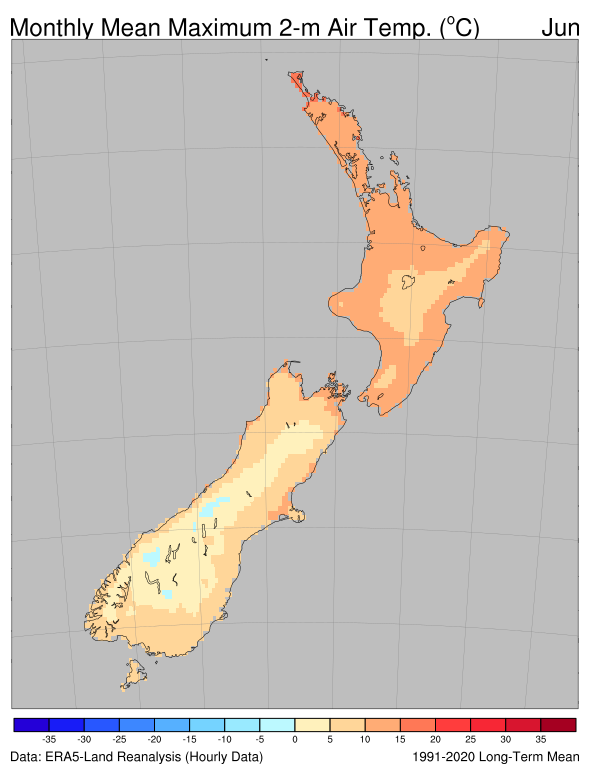 Monthly Mean Maximum 2-m Air Temp. (°C) Jun
-35 -30 -25 -20 -15 -10 -5 0 5 10 15 20 25 30 35
Data: ERA5-Land Reanalysis (Hourly Data) 1991-2020 Long-Term Mean